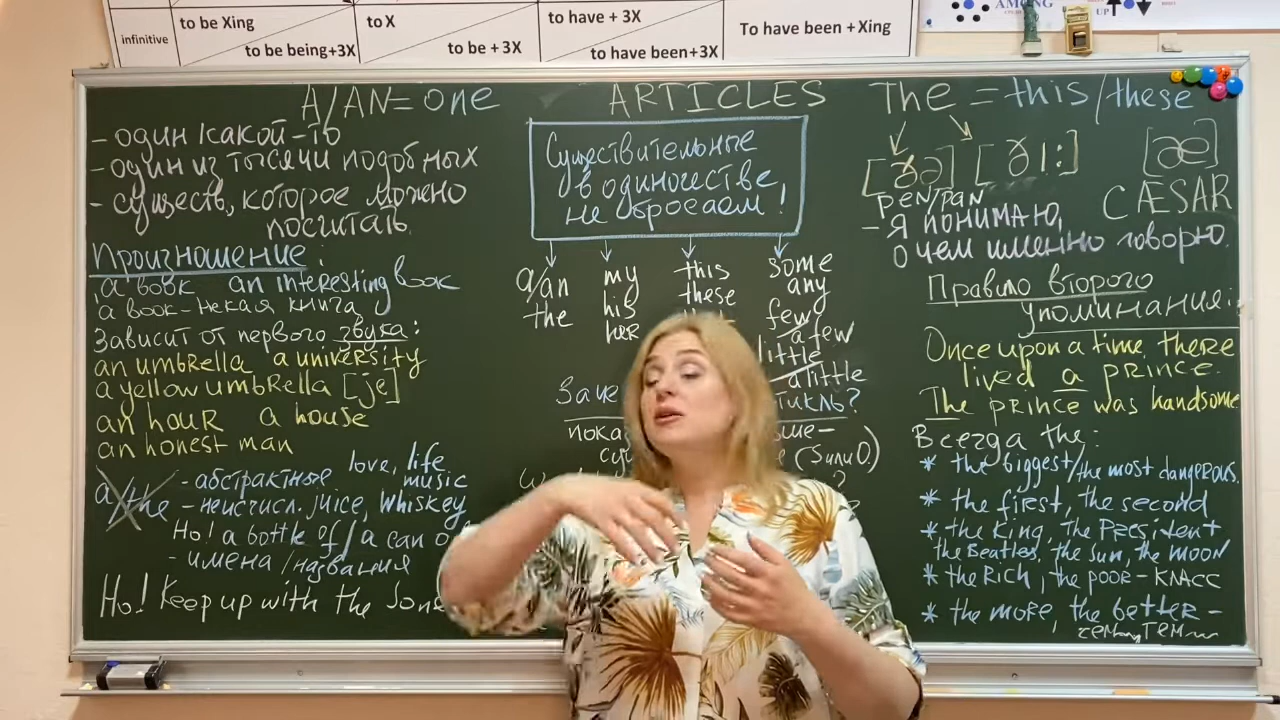 infinitive
to be Xing
to be being+3X
to X
to be + 3X
to have + 3X
to have been+3X
To have been +Xing
AMONG
UP
A/AN = one
- один/какой-то
- один из тысячи подобных
- существ, которое можно
посчитать.
Произношение:
a book an interesting book
a book - некая книга
Зависит от первого звука:
an umbrella a university
a yellow umbrella [je]
an hour a house
an honest man
a/the
- абстрактные love, life
music
- неисчисл. juice, whiskey
Но! a bottle of / a can
- имена/названия
Но! Keep up with the
ARTICLES
Существительные
в одиночестве
не бросаем!
a/an
the
my
his
her
this
these
some
any
few
a few
little
a little
The = this/these
[ðə] [ði:] [æ]
pen/pan
CÆSAR
- Я понимаю,
о чем именно говорю.
Правило второго
упоминания:
Once upon a time there
lived a prince.
The prince was handsome.
Всегда the:
* the biggest/the most dangerous.
* the first, the second
* the King, the President
the Beatles, the sun, the moon
* the Rich, the poor - класс
* the more, the better -